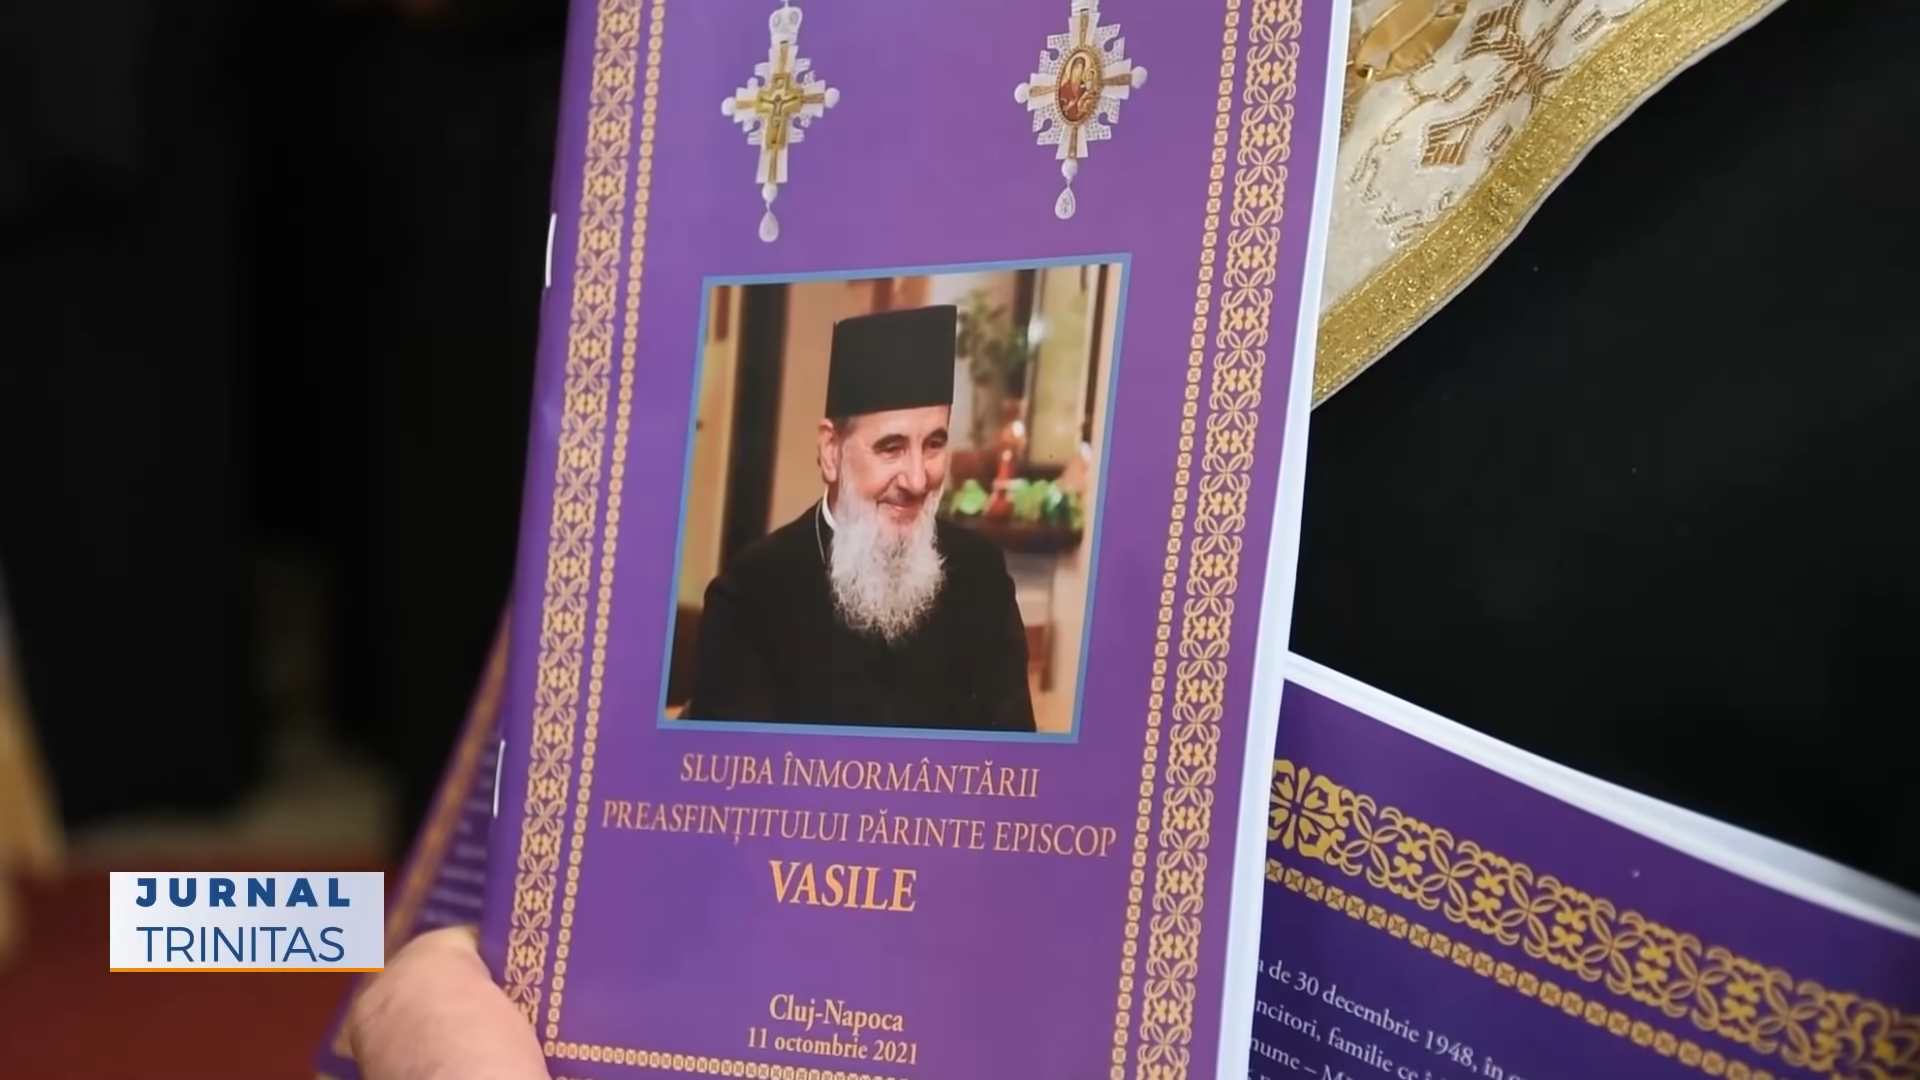 SLUJBA ÎNMORMÂNTĂRII
PREASFINȚITULUI PĂRINTE EPISCOP
VASILE
Cluj-Napoca
11 octombrie 2021
JURNAL
TRINITAS
de 30 decembrie 1948, în
ncitori, familie ce
nume –